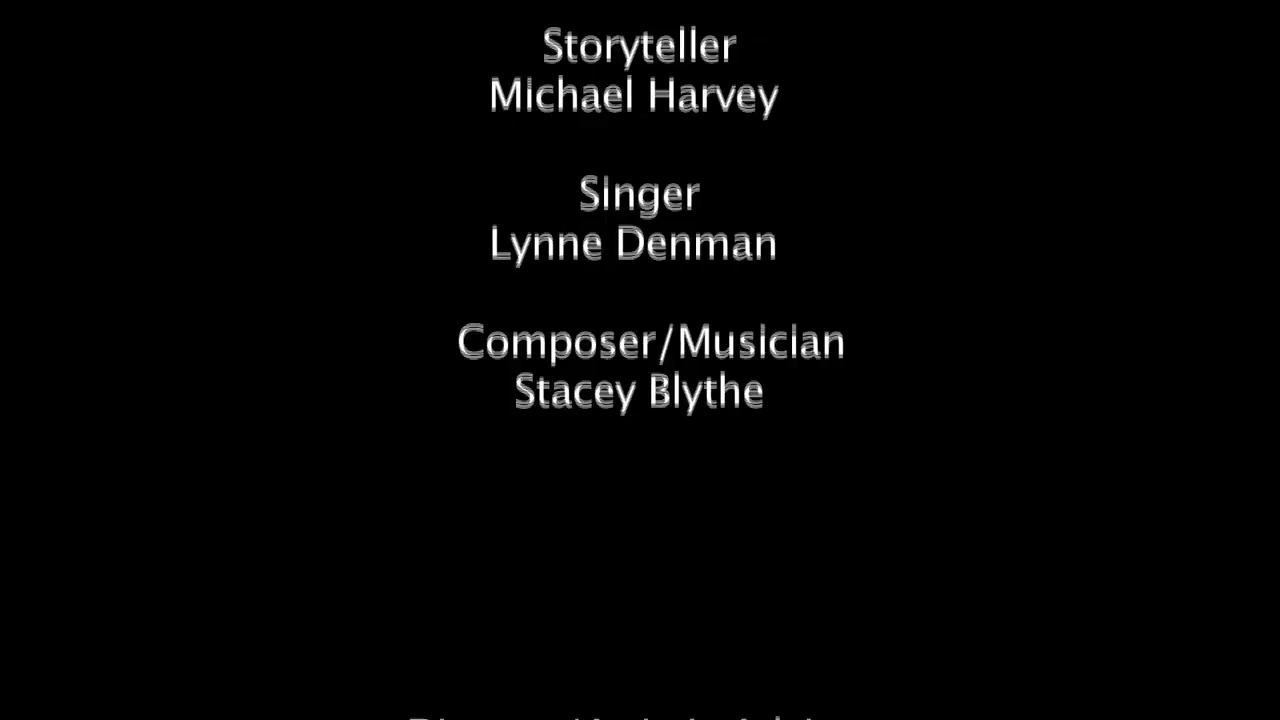 Storyteller
Michael Harvey
Singer
Lynne Denman
Composer/Musician
Stacey Blythe